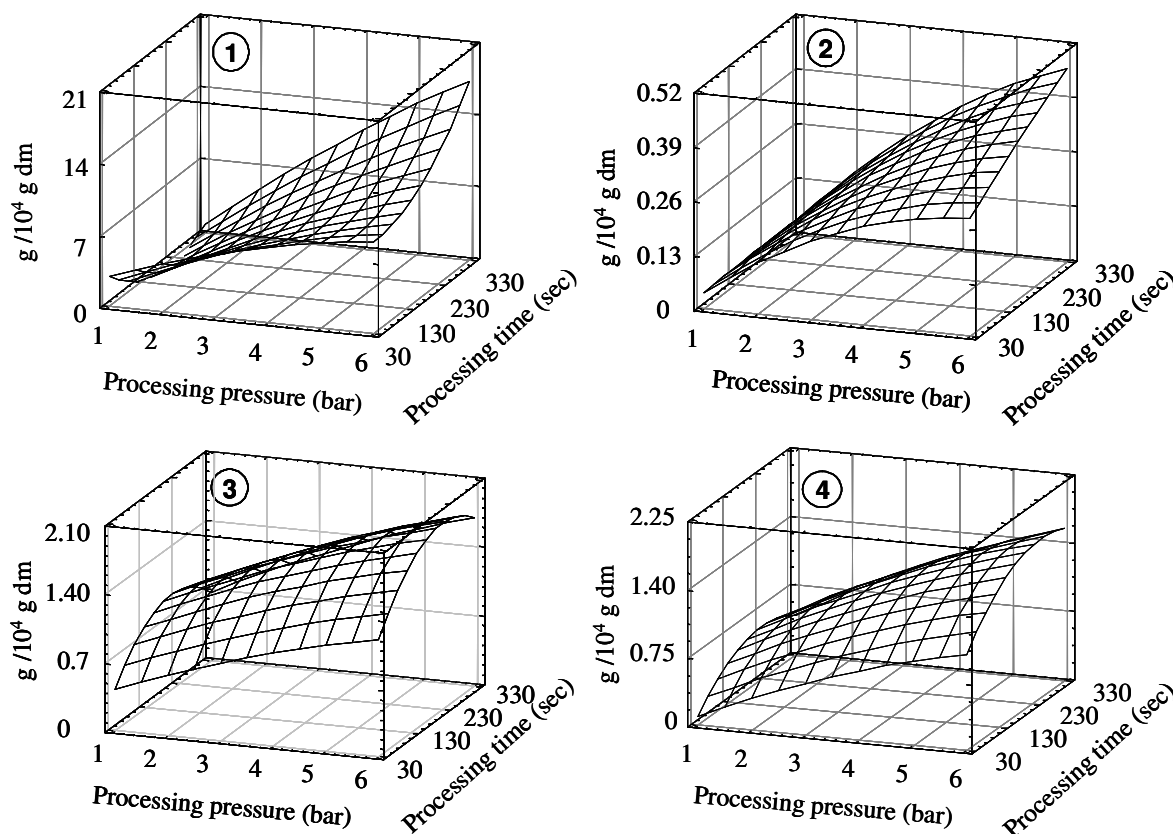 1
21
14
7
0
g /10⁴ g dm
1 2 3 4 5 6
Processing pressure (bar)
30 130 230 330
Processing time (sec)
2
0.52
0.39
0.26
0.13
0
g /10⁴ g dm
1 2 3 4 5 6
Processing pressure (bar)
30 130 230 330
Processing time (sec)
3
2.10
1.40
0.7
0
g /10⁴ g dm
1 2 3 4 5 6
Processing pressure (bar)
30 130 230 330
Processing time (sec)
4
2.25
1.40
0.75
0
g /10⁴ g dm
1 2 3 4 5 6
Processing pressure (bar)
30 130 230 330
Processing time (sec)